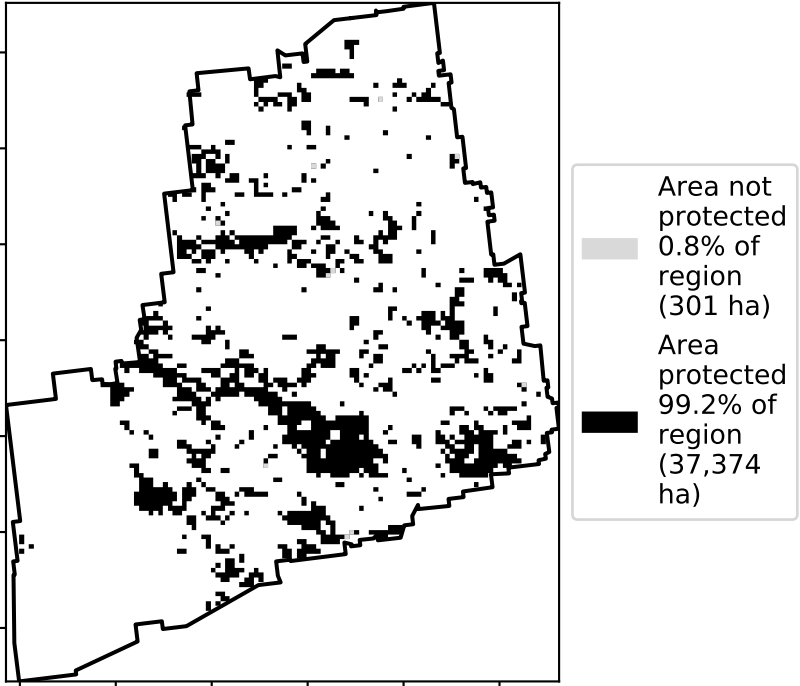 Area not
protected
0.8% of
region
(301 ha)
Area
protected
99.2% of
region
(37,374
ha)